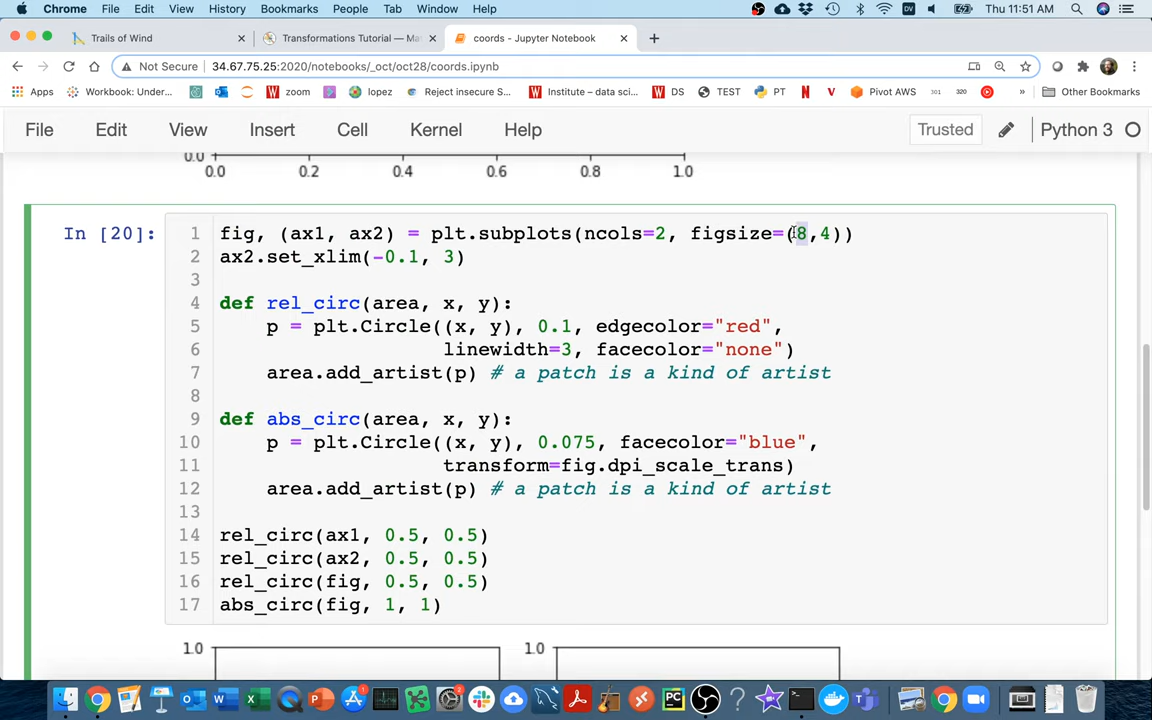 Chrome File Edit View History Bookmarks People Tab Window Help Thu 11:51 AM
Trails of Wind × Transformations Tutorial — Ma × coords - Jupyter Notebook × +
Not Secure 34.67.75.25:2020/notebooks/_oct/oct28/coords.ipynb
Apps Workbook: Under... zoom lopez Reject insecure S... Institute – data sci... DS TEST PT Pivot AWS 101 320 » Other Bookmarks
File Edit View Insert Cell Kernel Help Trusted Python 3
0.0
0.0 0.2 0.4 0.6 0.8 1.0
In [20]: 1 fig, (ax1, ax2) = plt.subplots(ncols=2, figsize=(8,4))
2 ax2.set_xlim(-0.1, 3)
3
4 def rel_circ(area, x, y):
5 p = plt.Circle((x, y), 0.1, edgecolor="red",
6 linewidth=3, facecolor="none")
7 area.add_artist(p) # a patch is a kind of artist
8
9 def abs_circ(area, x, y):
10 p = plt.Circle((x, y), 0.075, facecolor="blue",
11 transform=fig.dpi_scale_trans)
12 area.add_artist(p) # a patch is a kind of artist
13
14 rel_circ(ax1, 0.5, 0.5)
15 rel_circ(ax2, 0.5, 0.5)
16 rel_circ(fig, 0.5, 0.5)
17 abs_circ(fig, 1, 1)
1.0 1.0